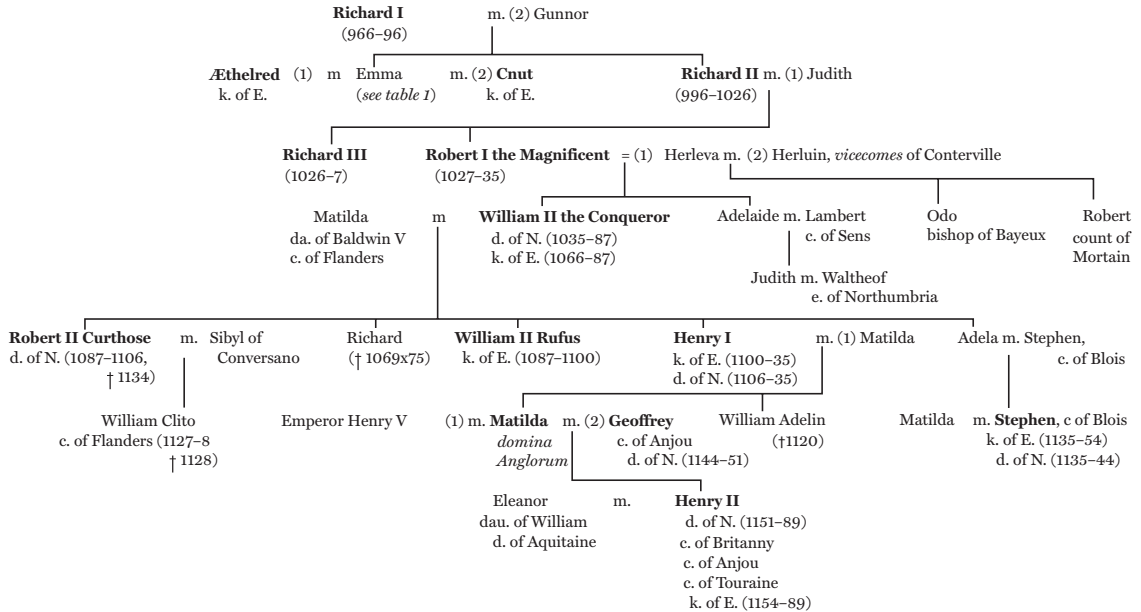 Richard I m. (2) Gunnor
(966–96)
Æthelred (1) m Emma m. (2) Cnut Richard II m. (1) Judith
k. of E. (see table 1) k. of E. (996–1026)
Richard III Robert I the Magnificent = (1) Herleva m. (2) Herluin, vicecomes of Conterville
(1026–7) (1027–35)
Matilda m William II the Conqueror Adelaide m. Lambert Odo Robert
da. of Baldwin V d. of N. (1035–87) c. of Sens bishop of Bayeux count of
c. of Flanders k. of E. (1066–87) Mortain
Judith m. Waltheof
e. of Northumbria
Robert II Curthose m. Sibyl of Richard William II Rufus Henry I m. (1) Matilda Adela m. Stephen,
d. of N. (1087–1106, Conversano († 1069x75) k. of E. (1087–1100) k. of E. (1100–35) c. of Blois
† 1134) d. of N. (1106–35)
William Clito Emperor Henry V (1) m. Matilda m. (2) Geoffrey William Adelin Matilda m. Stephen, c of Blois
c. of Flanders (1127–8 domina c. of Anjou (†1120) k. of E. (1135–54)
† 1128) Anglorum d. of N. (1144–51) d. of N. (1135–44)
Eleanor m. Henry II
dau. of William d. of N. (1151–89)
d. of Aquitaine c. of Britanny
c. of Anjou
c. of Touraine
k. of E. (1154–89)